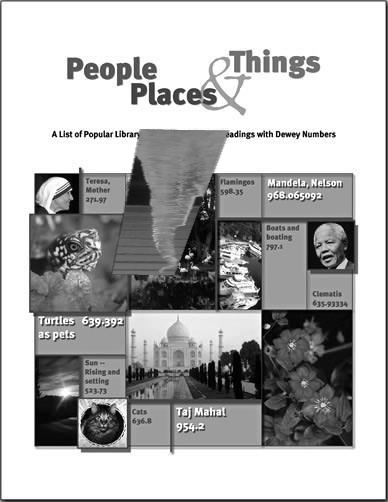 People
Places
&
Things
A List of Popular Library eadings with Dewey Numbers
Teresa,
Mother
271.97
Flamingos
598.35
Mandela, Nelson
968.065092
Boats and
boating
797.1
Clematis
635.93334
Turtles 639.392
as pets
Sun --
Rising and
setting
523.73
Cats
636.8
Taj Mahal
954.2